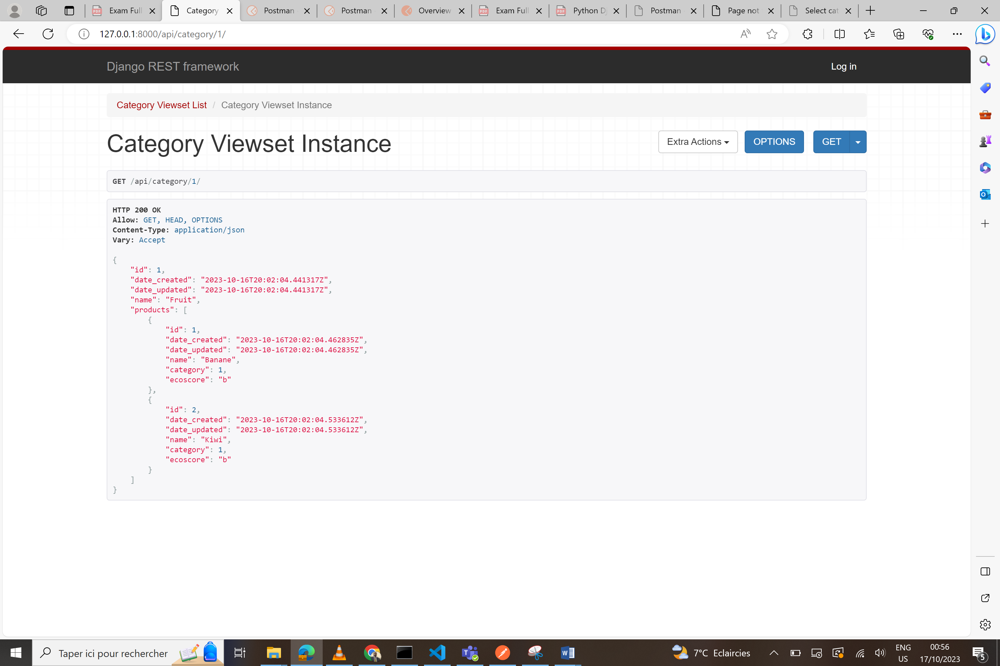 Exam Full
Category
Postman
Postman
Overview
Exam Full
Python Dj
Postman
Page not
Select cat
127.0.0.1:8000/api/category/1/
Django REST framework
Log in
Category Viewset List / Category Viewset Instance
Category Viewset Instance
Extra Actions
OPTIONS
GET
GET /api/category/1/
HTTP 200 OK
Allow: GET, HEAD, OPTIONS
Content-Type: application/json
Vary: Accept
{
"id": 1,
"date_created": "2023-10-16T20:02:04.441317Z",
"date_updated": "2023-10-16T20:02:04.441317Z",
"name": "Fruit",
"products": [
{
"id": 1,
"date_created": "2023-10-16T20:02:04.462835Z",
"date_updated": "2023-10-16T20:02:04.462835Z",
"name": "Banane",
"category": 1,
"ecoscore": "b"
},
{
"id": 2,
"date_created": "2023-10-16T20:02:04.533612Z",
"date_updated": "2023-10-16T20:02:04.533612Z",
"name": "Kiwi",
"category": 1,
"ecoscore": "b"
}
]
}
Taper ici pour rechercher
7°C Eclaircies
ENG
US
00:56
17/10/2023
5